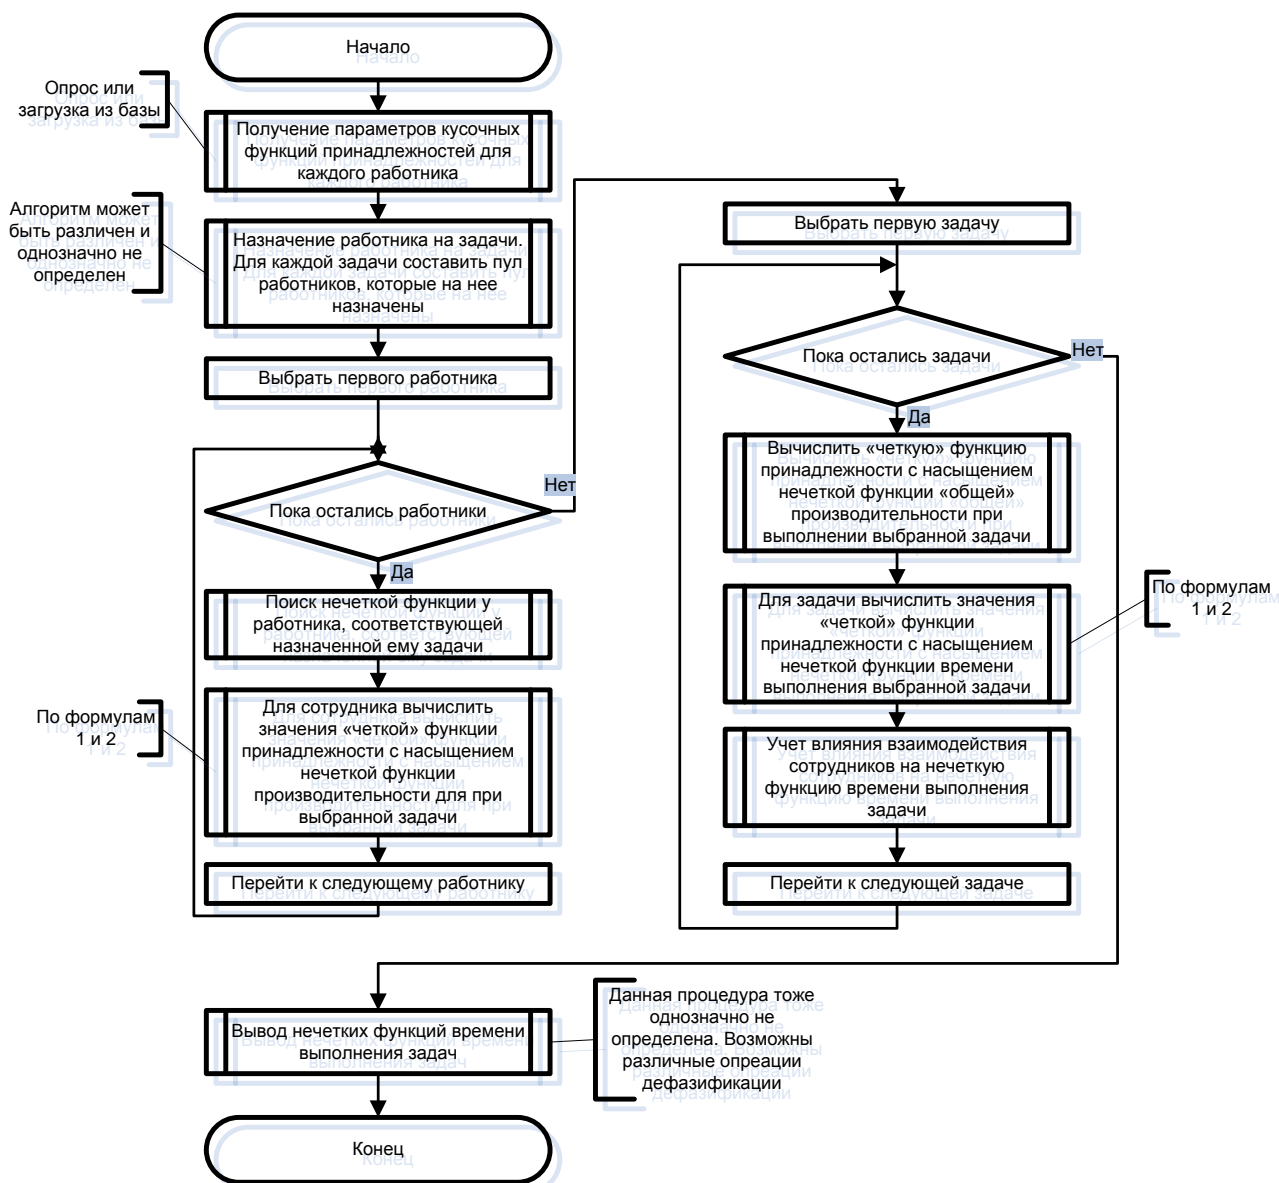 Начало
Опрос или
загрузка из базы
Получение параметров кусочных
функций принадлежностей для
каждого работника
Алгоритм может
быть различен и
однозначно не
определен
Назначение работника на задачи.
Для каждой задачи составить пул
работников, которые на нее
назначены
Выбрать первого работника
Пока остались работники
Нет
Да
Поиск нечеткой функции у
работника, соответствующей
назначенной ему задачи
По формулам
1 и 2
Для сотрудника вычислить
значения «четкой» функции
принадлежности с насыщением
нечеткой функции
производительности для при
выбранной задачи
Перейти к следующему работнику
Выбрать первую задачу
Пока остались задачи
Нет
Да
Вычислить «четкую» функцию
принадлежности с насыщением
нечеткой функции «общей»
производительности при
выполнении выбранной задачи
Для задачи вычислить значения
«четкой» функции
принадлежности с насыщением
нечеткой функции времени
выполнения выбранной задачи
По формулам
1 и 2
Учет влияния взаимодействия
сотрудников на нечеткую
функцию времени выполнения
задачи
Перейти к следующей задаче
Вывод нечетких функций времени
выполнения задач
Данная процедура тоже
однозначно не
определена. Возможны
различные опреации
дефазификации
Конец